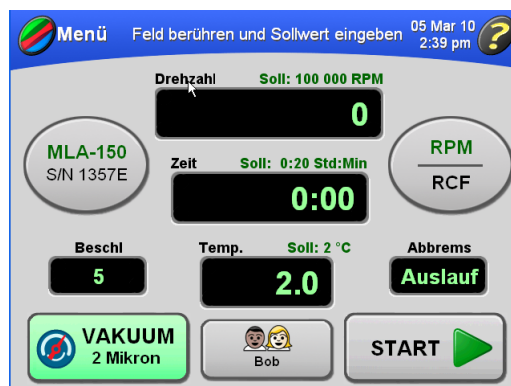 Menü Feld berühren und Sollwert eingeben 05 Mar 10
2:39 pm ?
Drehzahl Soll: 100 000 RPM
0
MLA-150
S/N 1357E
Zeit Soll: 0:20 Std:Min
0:00
RPM
RCF
Beschl
5
Temp. Soll: 2 °C
2.0
Abbrems
Auslauf
VAKUUM
2 Mikron
Bob
START